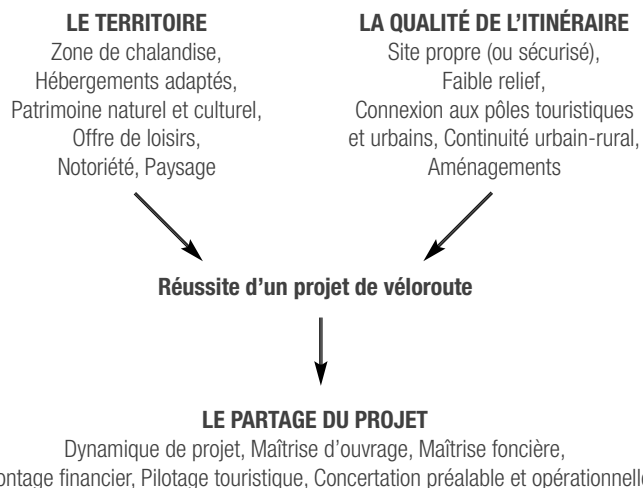 LE TERRITOIRE
Zone de chalandise,
Hébergements adaptés,
Patrimoine naturel et culturel,
Offre de loisirs,
Notoriété, Paysage
LA QUALITÉ DE L'ITINÉRAIRE
Site propre (ou sécurisé),
Faible relief,
Connexion aux pôles touristiques
et urbains, Continuité urbain-rural,
Aménagements
Réussite d'un projet de véloroute
LE PARTAGE DU PROJET
Dynamique de projet, Maîtrise d'ouvrage, Maîtrise foncière,
ontage financier, Pilotage touristique, Concertation préalable et opérationnelle